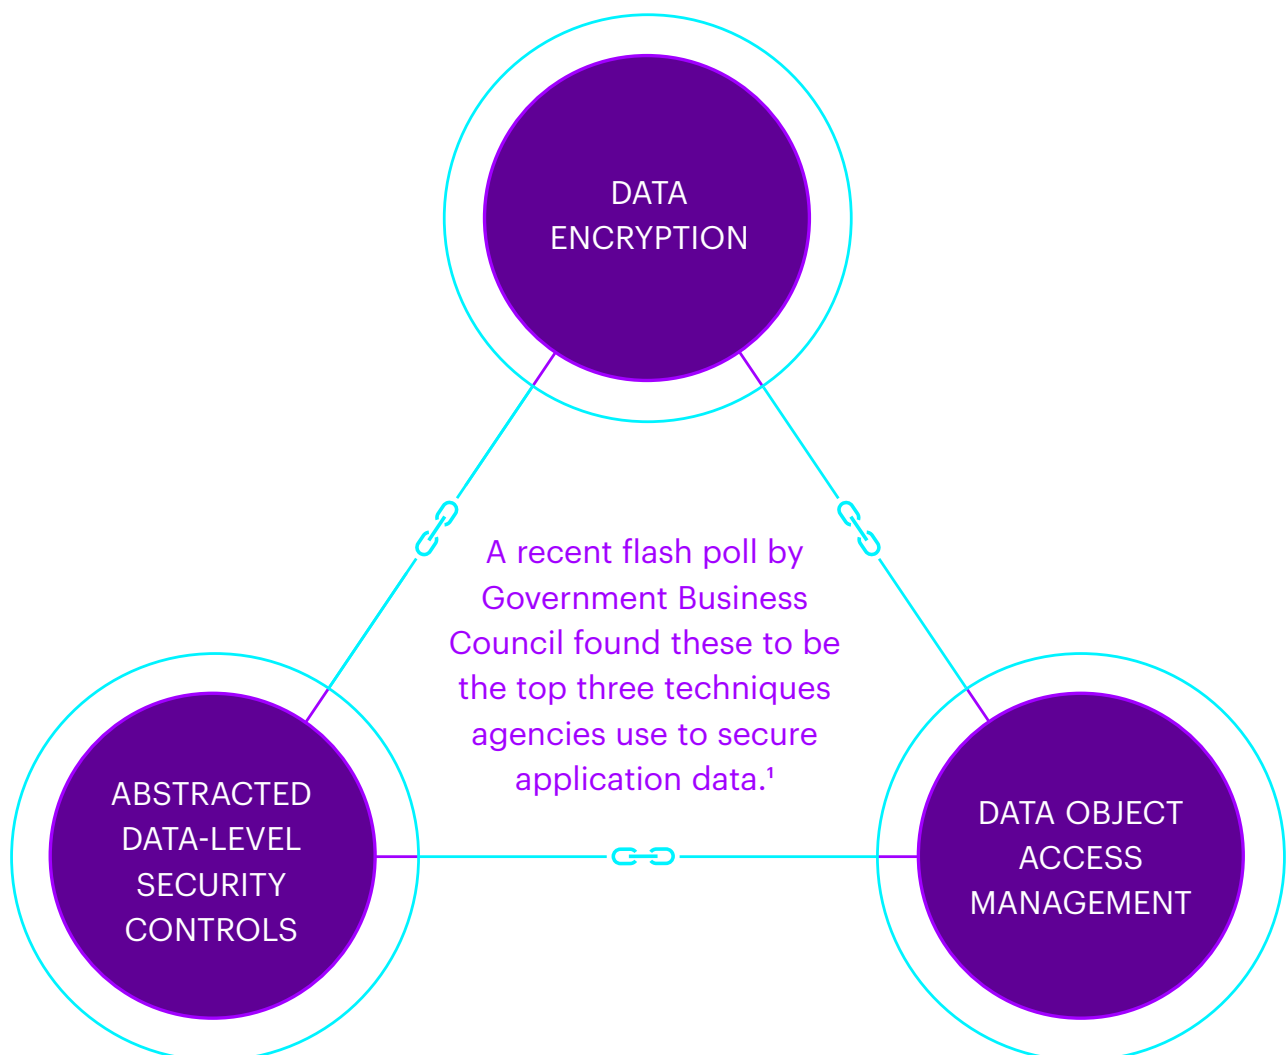 DATA
ENCRYPTION
A recent flash poll by
Government Business
Council found these to be
the top three techniques
agencies use to secure
application data.¹
ABSTRACTED
DATA-LEVEL
SECURITY
CONTROLS
DATA OBJECT
ACCESS
MANAGEMENT